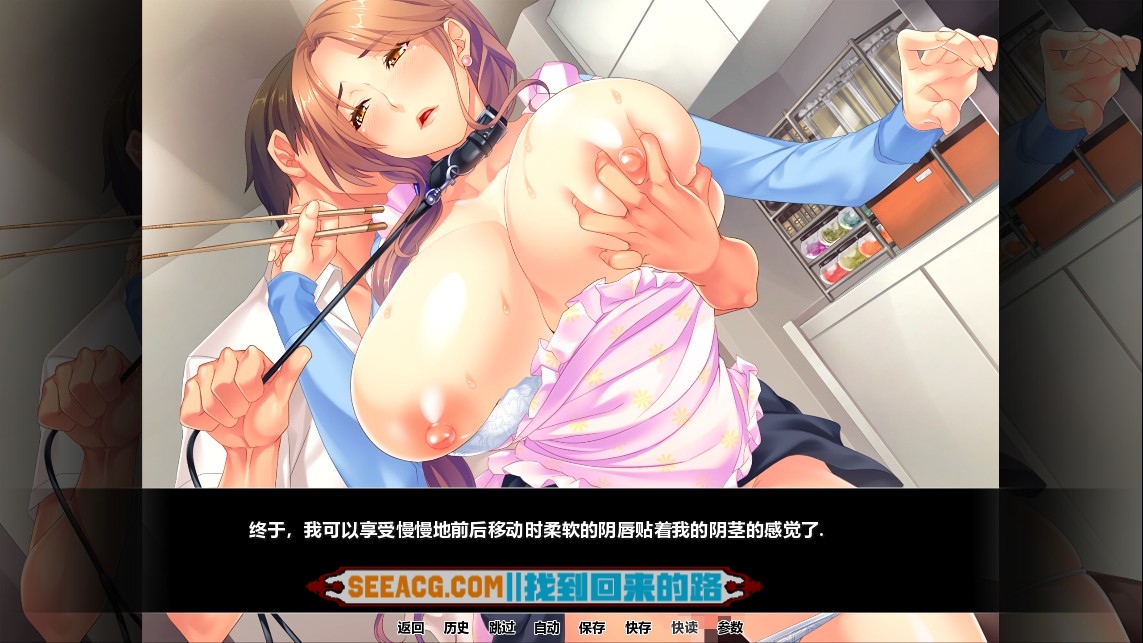 终于，我可以享受慢慢地前后移动时柔软的阴唇贴着我的阴茎的感觉了.
SEEACG.COM||找到回来的路
返回 历史 跳过 自动 保存 快存 快读 参数